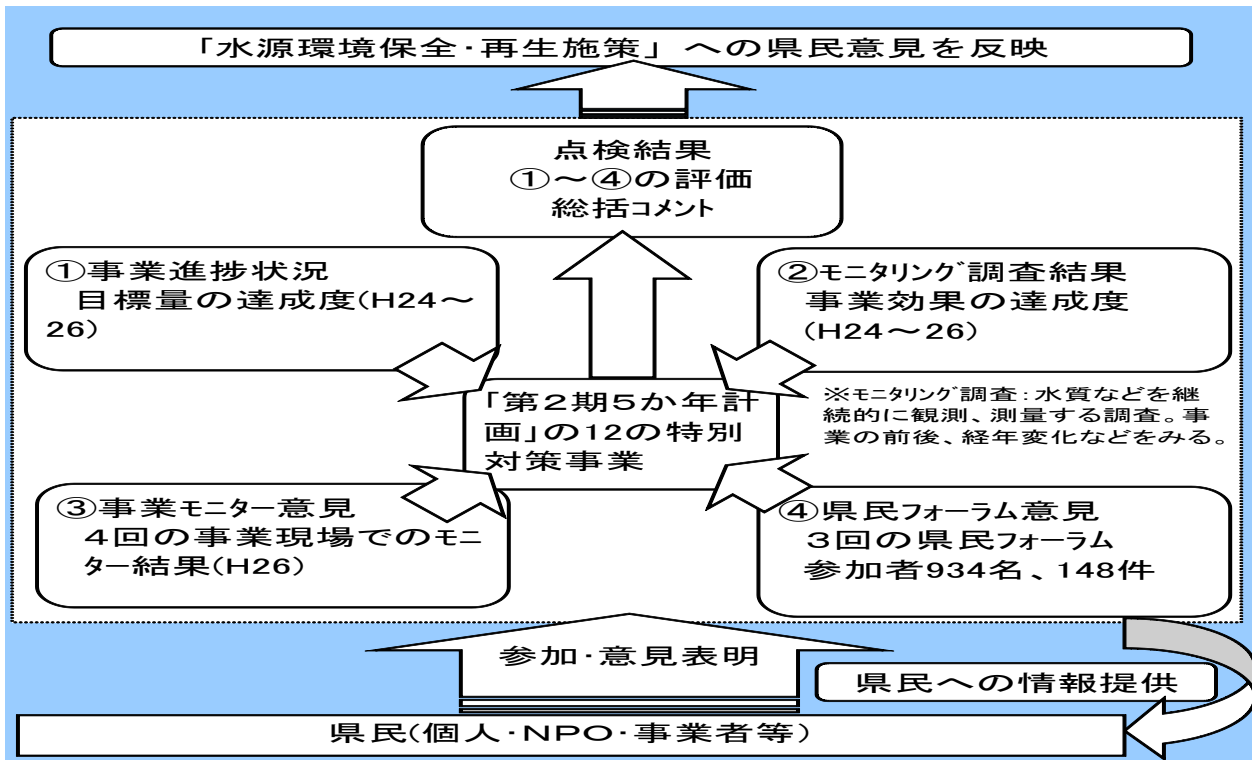 「水源環境保全･再生施策」への県民意見を反映
点検結果
①～④の評価
総括ｺﾒﾝﾄ
①事業進捗状況
目標量の達成度(H24～
26)
②ﾓﾆﾀﾘﾝｸﾞ調査結果
事業効果の達成度
(H24～26)
「第２期５か年計
画」の12の特別
対策事業
※ﾓﾆﾀﾘﾝｸﾞ調査：水質などを継
続的に観測、測量する調査。事
業の前後、経年変化などをみる。
③事業ﾓﾆﾀｰ意見
４回の事業現場でのﾓﾆ
ﾀｰ結果(H26)
④県民ﾌｫｰﾗﾑ意見
３回の県民ﾌｫｰﾗﾑ
参加者934名、148件
参加･意見表明
県民への情報提供
県民(個人･NPO･事業者等)